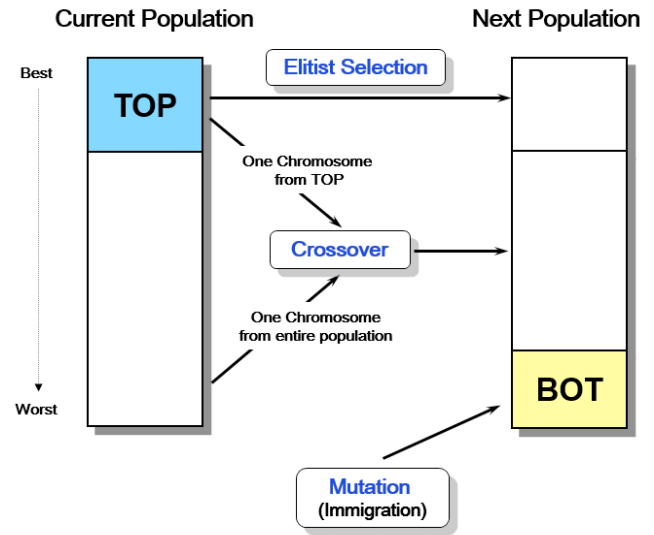 Current Population
Next Population
Best
TOP
Elitist Selection
One Chromosome
from TOP
Crossover
One Chromosome
from entire population
Worst
BOT
Mutation
(Immigration)